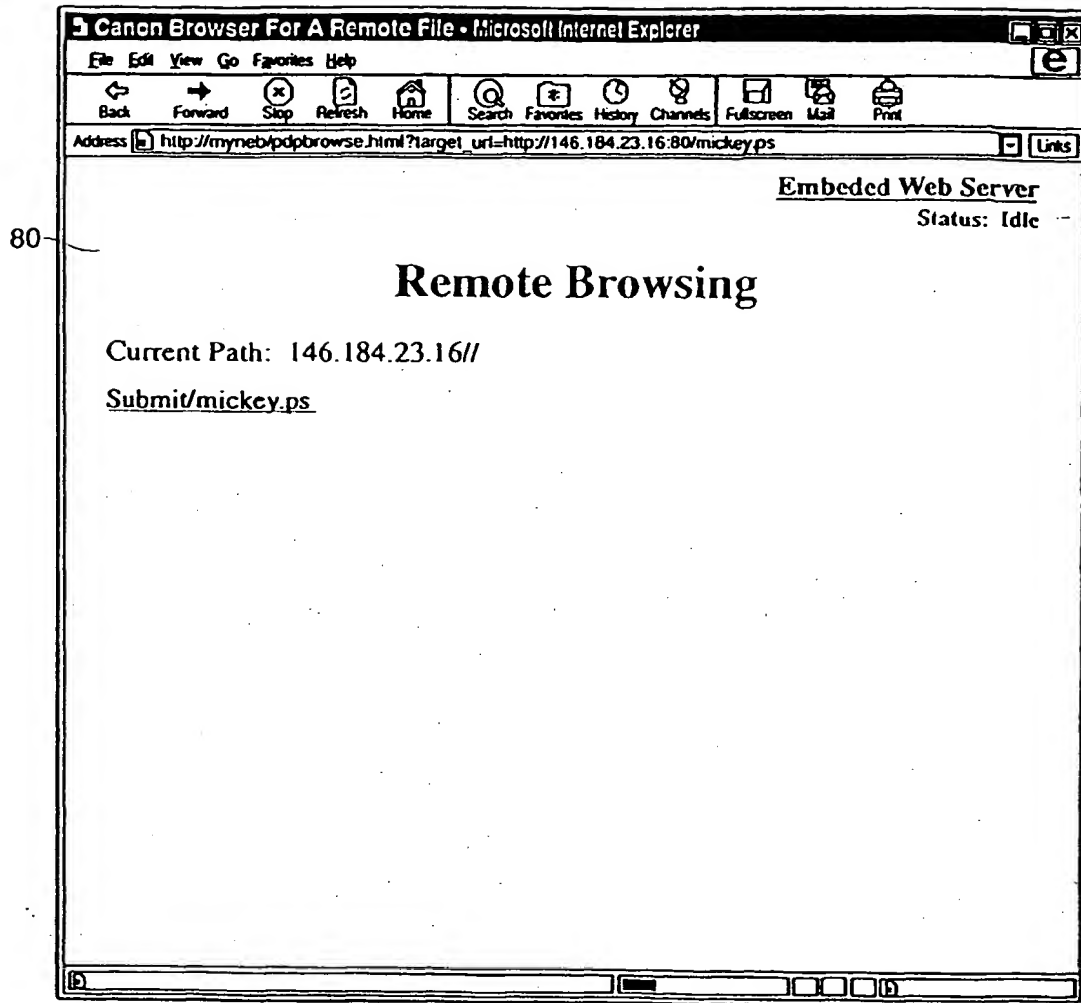 Canon Browser For A Remote File • Microsoft Internet Explorer
File Edit View Go Favorites Help
Back Forward Stop Refresh Home Search Favorites History Channels Fullscreen Mail Print
Address http://myneb/pdpbrowse.html?target_url=http://146.184.23.16:80/mickey.ps Links
Embeded Web Server
Status: Idle
80
Remote Browsing
Current Path: 146.184.23.16//
Submit/mickey.ps